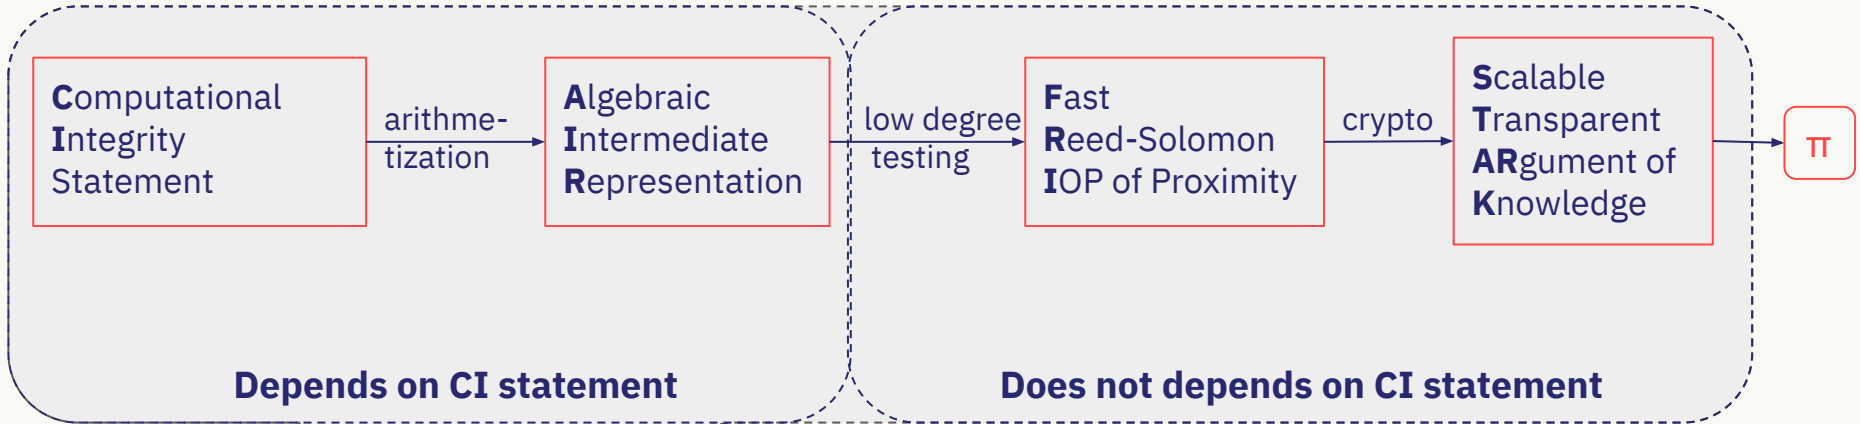 Computational
Integrity
Statement
arithme-
tization
Algebraic
Intermediate
Representation
low degree
testing
Fast
Reed-Solomon
IOP of Proximity
crypto
Scalable
Transparent
ARgument of
Knowledge
π
Depends on CI statement
Does not depends on CI statement